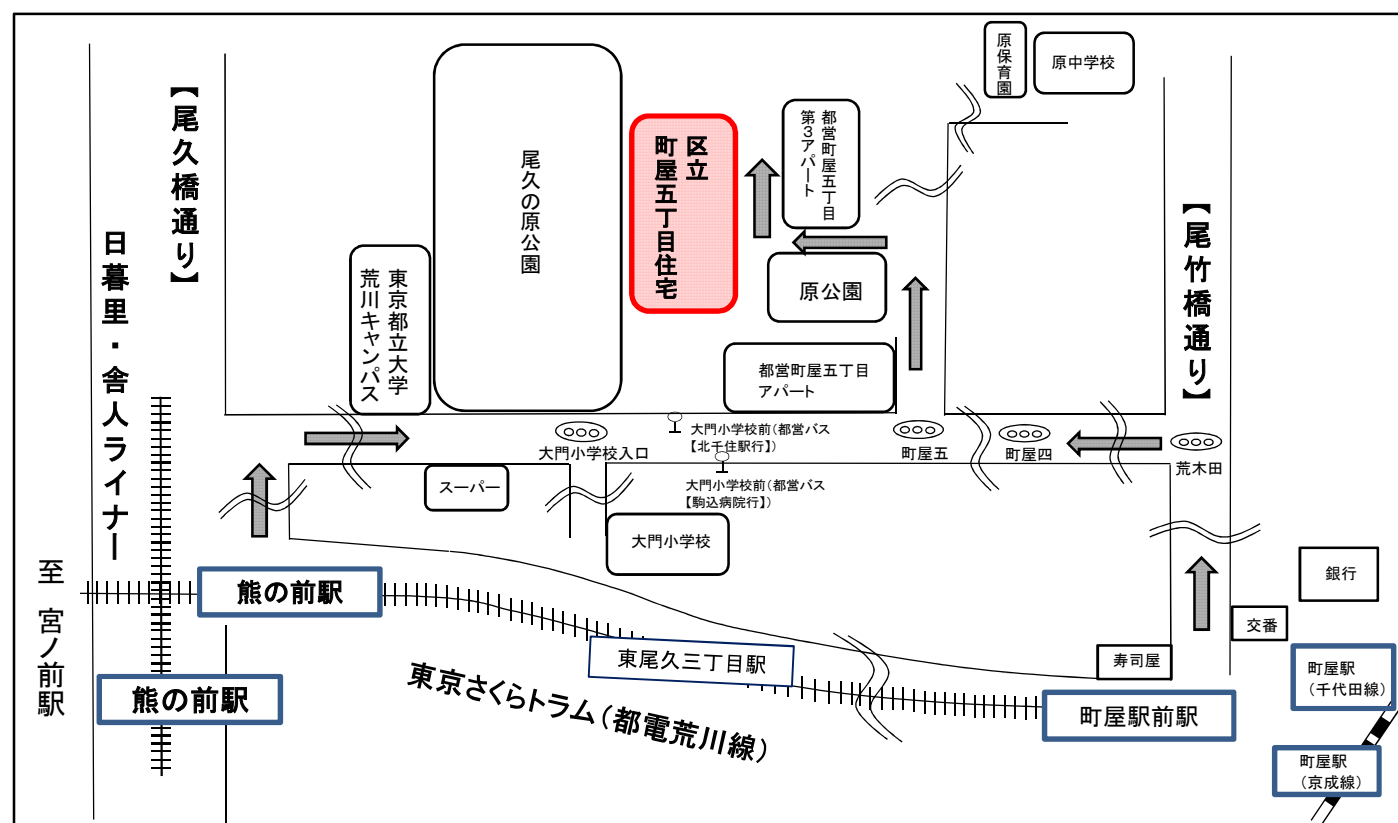 【尾久橋通り】
日暮里・舎人ライナー
至 宮ノ前駅
東京都立大学
荒川キャンパス
尾久の原公園
区立
町屋五丁目住宅
都営町屋五丁目
第3アパート
原保育園
原中学校
原公園
都営町屋五丁目
アパート
【尾竹橋通り】
大門小学校入口
大門小学校前(都営バス
【北千住駅行】)
町屋五
町屋四
荒木田
スーパー
大門小学校前(都営バス
【駒込病院行】)
大門小学校
熊の前駅
熊の前駅
東尾久三丁目駅
東京さくらトラム(都電荒川線)
寿司屋
町屋駅前駅
銀行
交番
町屋駅
(千代田線)
町屋駅
(京成線)